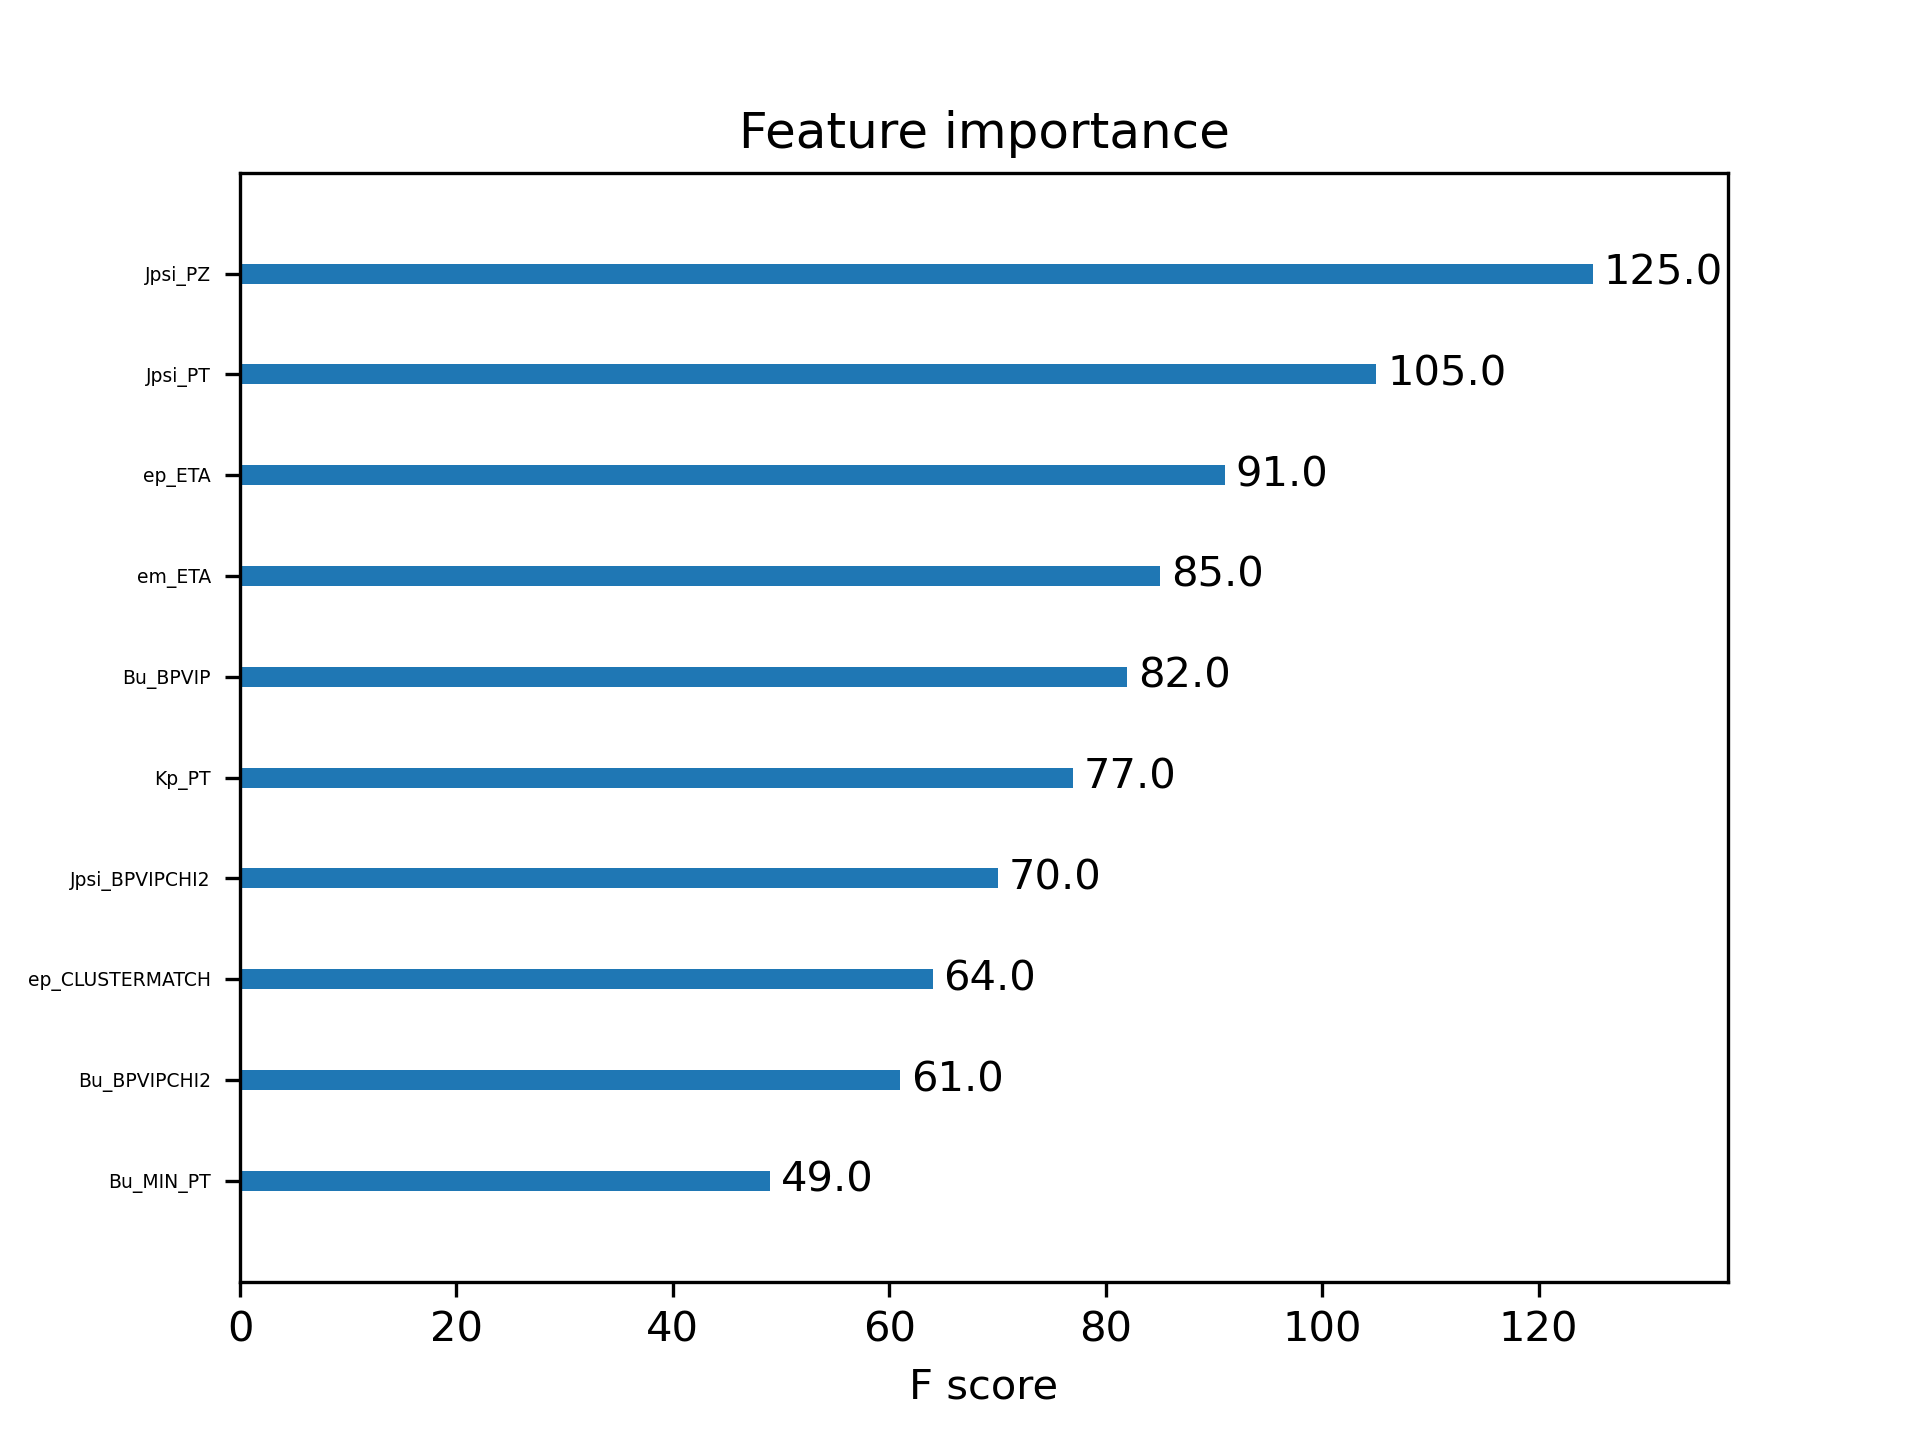 Feature importance
Jpsi_PZ 125.0
Jpsi_PT 105.0
ep_ETA 91.0
em_ETA 85.0
Bu_BPVIP 82.0
Kp_PT 77.0
Jpsi_BPVIPCHI2 70.0
ep_CLUSTERMATCH 64.0
Bu_BPVIPCHI2 61.0
Bu_MIN_PT 49.0
0 20 40 60 80 100 120
F score